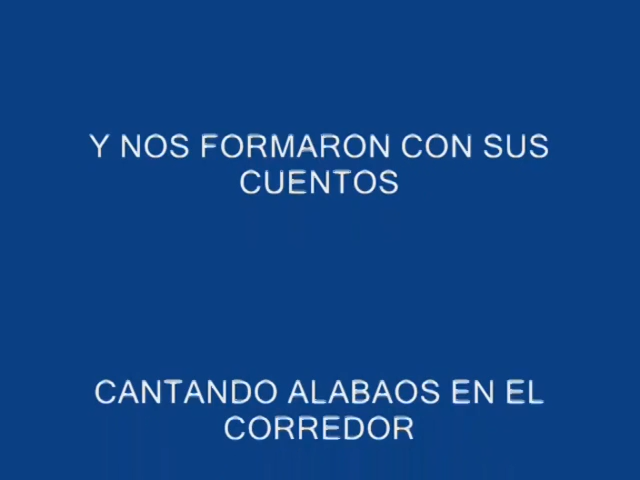 Y NOS FORMARON CON SUS
CUENTOS
CANTANDO ALABAOS EN EL
CORREDOR